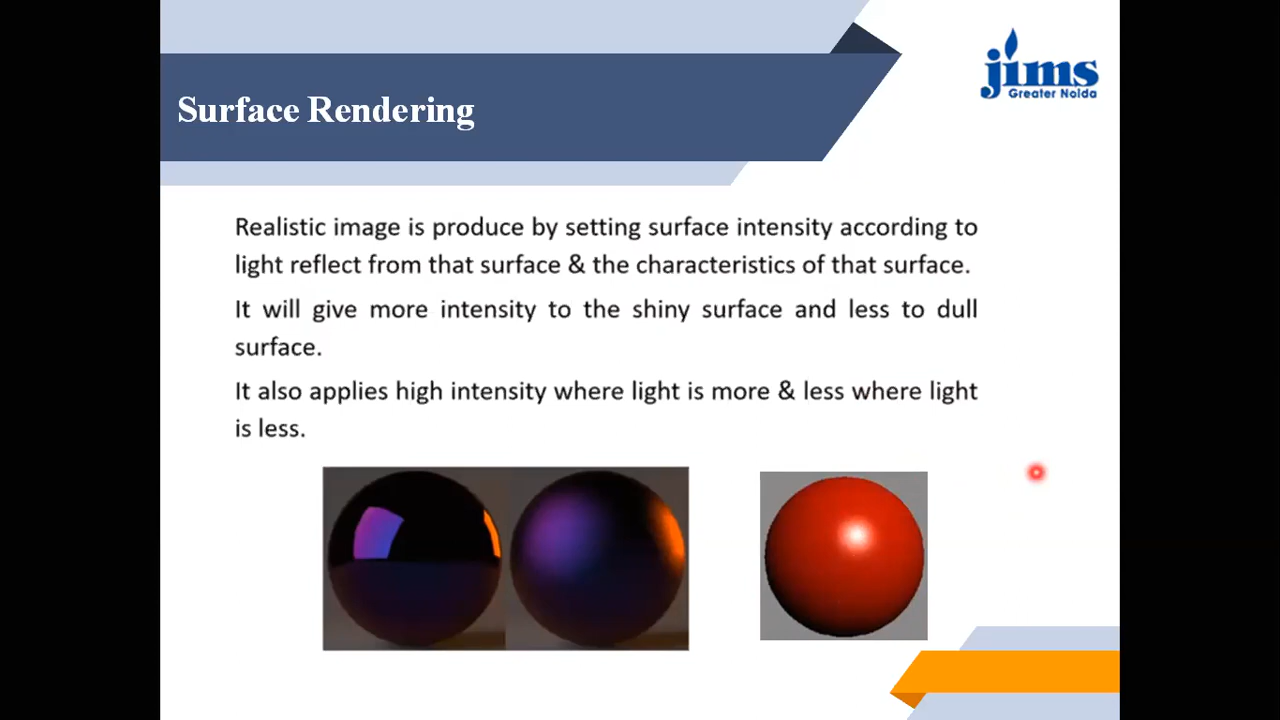 jims
Greater Noida
Surface Rendering
Realistic image is produce by setting surface intensity according to
light reflect from that surface & the characteristics of that surface.
It will give more intensity to the shiny surface and less to dull
surface.
It also applies high intensity where light is more & less where light
is less.